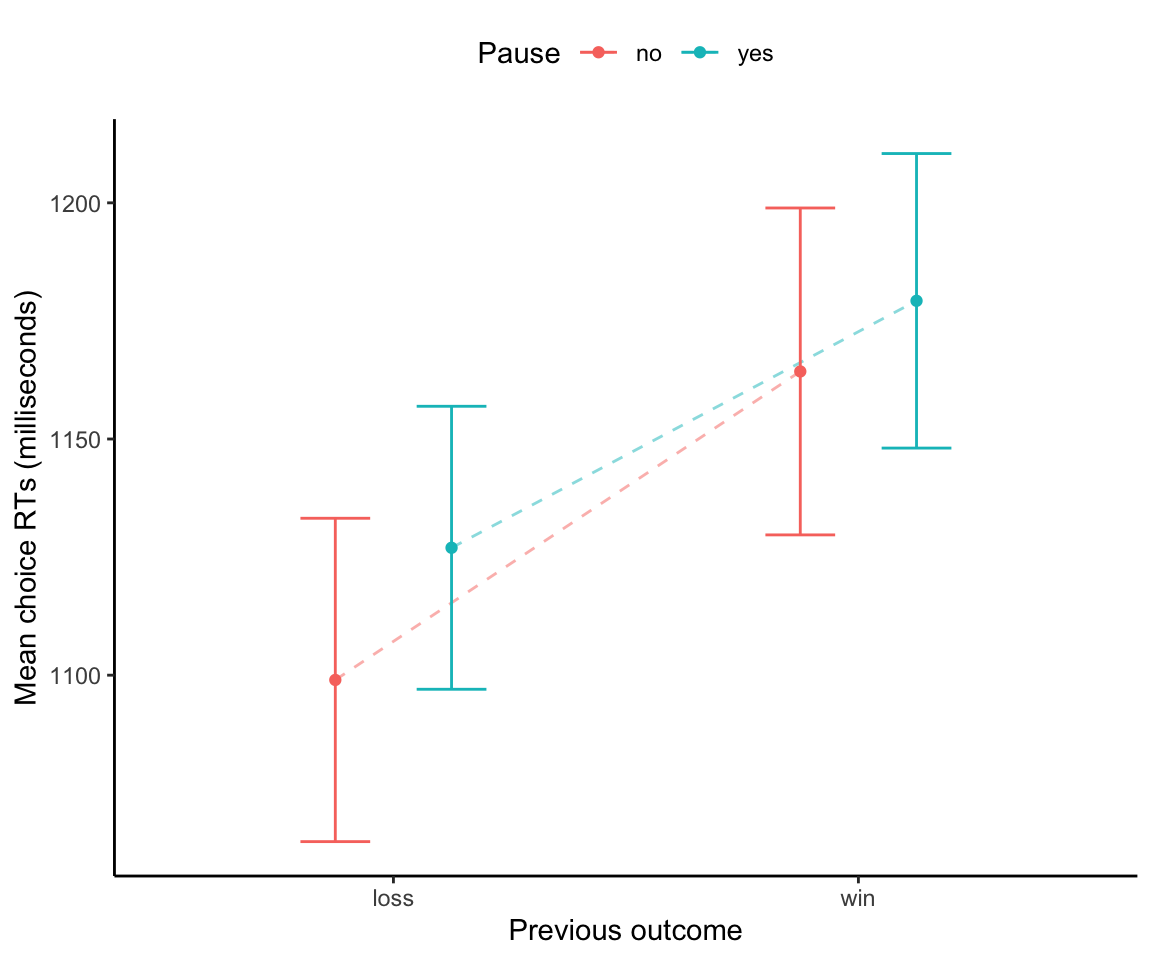 Pause no yes
Mean choice RTs (milliseconds)
1200
1150
1100
loss win
Previous outcome